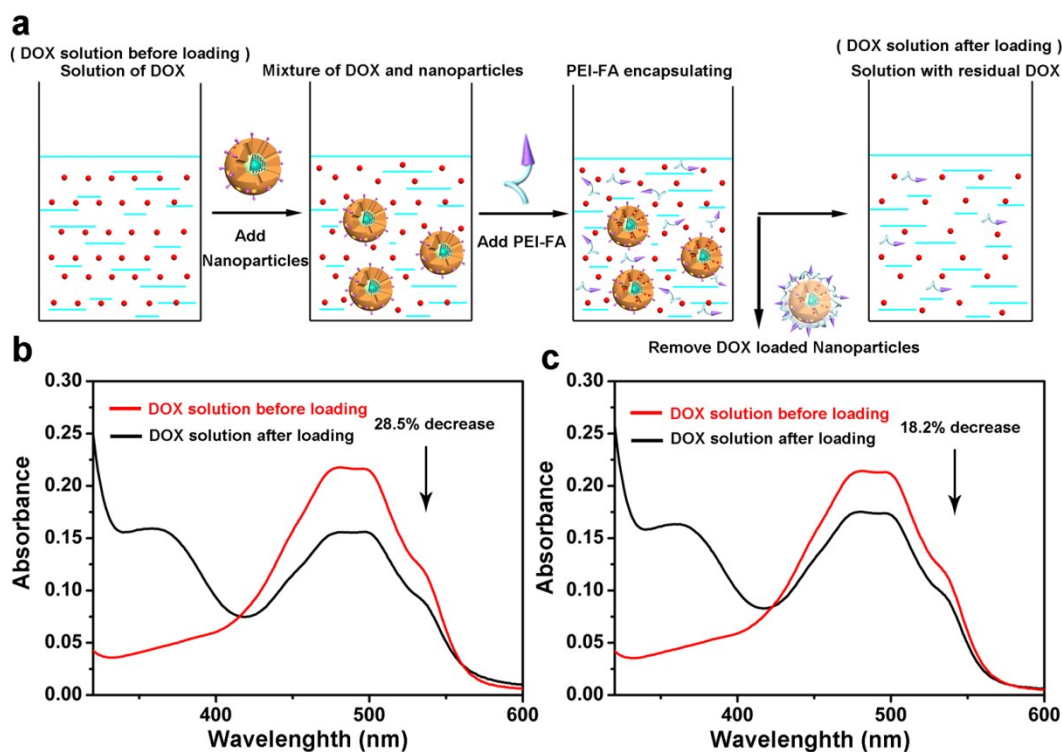 a
( DOX solution before loading )
Solution of DOX
Mixture of DOX and nanoparticles
PEI-FA encapsulating
( DOX solution after loading )
Solution with residual DOX
Add
Nanoparticles
Add PEI-FA
Remove DOX loaded Nanoparticles
b
0.30
0.25
0.20
0.15
0.10
0.05
0.00
Absorbance
DOX solution before loading
DOX solution after loading
28.5% decrease
400
500
600
Wavelenghth (nm)
c
0.30
0.25
0.20
0.15
0.10
0.05
0.00
Absorbance
DOX solution before loading
DOX solution after loading
18.2% decrease
400
500
600
Wavelenghth (nm)